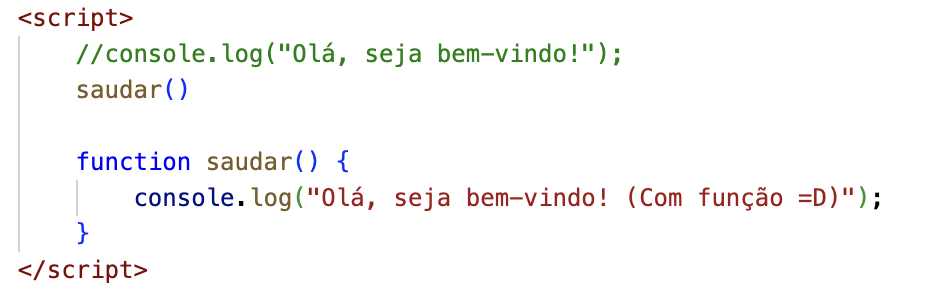 <script>
//console.log("Olá, seja bem-vindo!");
saudar()
function saudar() {
console.log("Olá, seja bem-vindo! (Com função =D)");
}
</script>